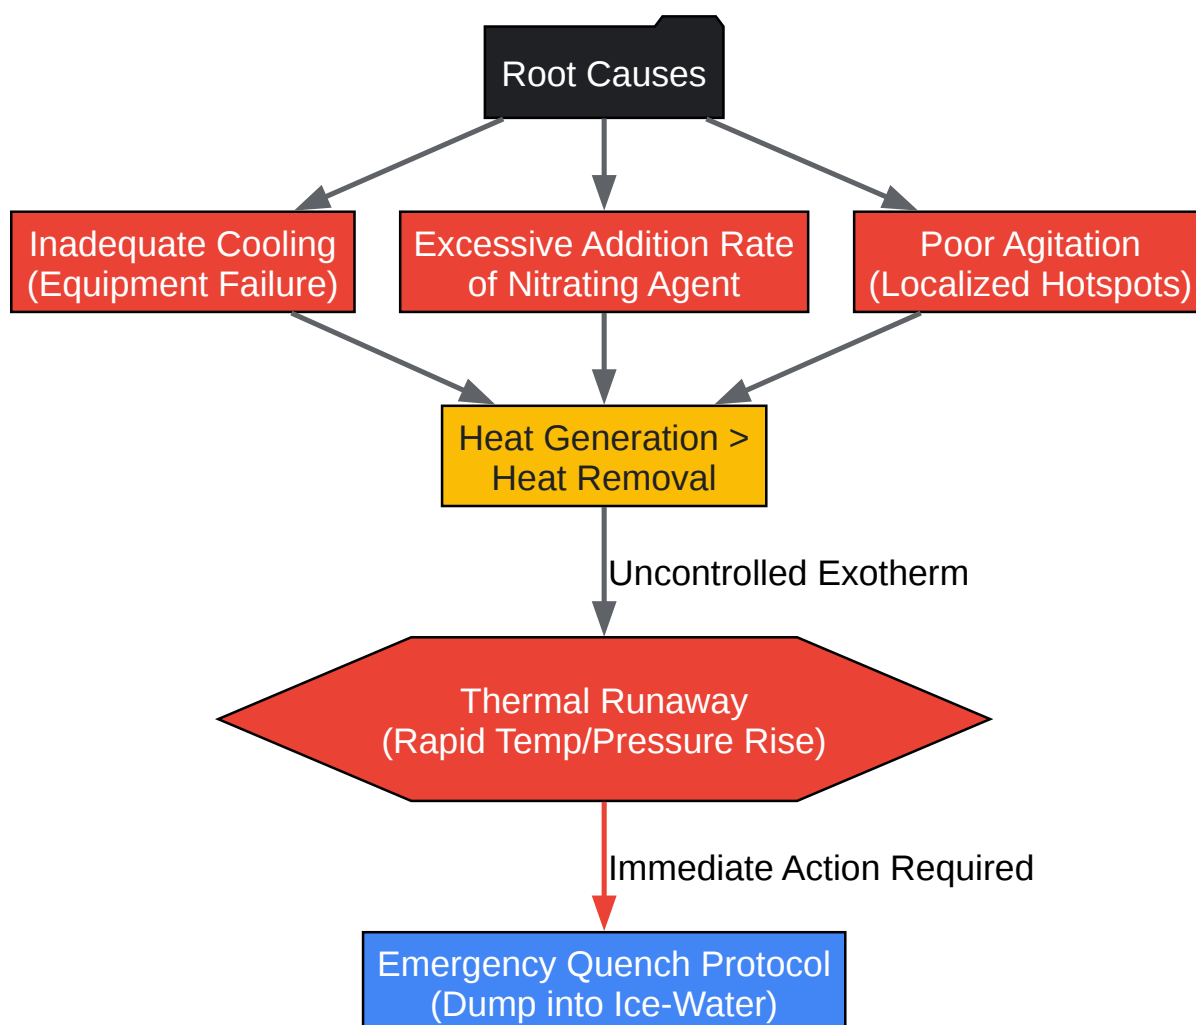 Root Causes
Inadequate Cooling
(Equipment Failure)
Excessive Addition Rate
of Nitrating Agent
Poor Agitation
(Localized Hotspots)
Heat Generation >
Heat Removal
Uncontrolled Exotherm
Thermal Runaway
(Rapid Temp/Pressure Rise)
Immediate Action Required
Emergency Quench Protocol
(Dump into Ice-Water)